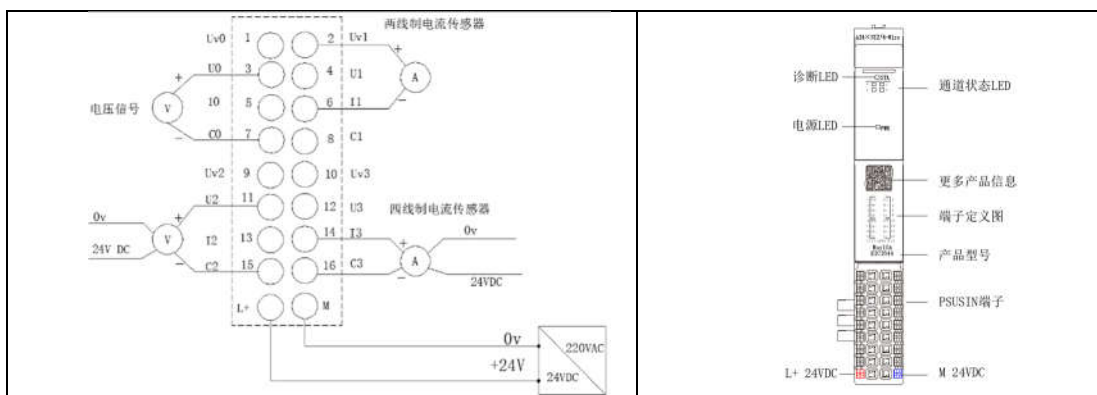 两线制电流传感器
Uv0 1 2 Uv1
+
U0 3 4 U1
+ A
电压信号 V
I0 5 6 I1
−
− C0 7 8 C1
Uv2 9 10 Uv3
U2 11 12 U3
四线制电流传感器
0v + 0v
V I2 13 14 I3 + A
24V DC
− C2 15 16 C3 −
24VDC
L+ M
0v
220VAC
+24V
24VDC
诊断LED
通道状态LED
电源LED
更多产品信息
端子定义图
产品型号
PSUSIN端子
L+ 24VDC
M 24VDC